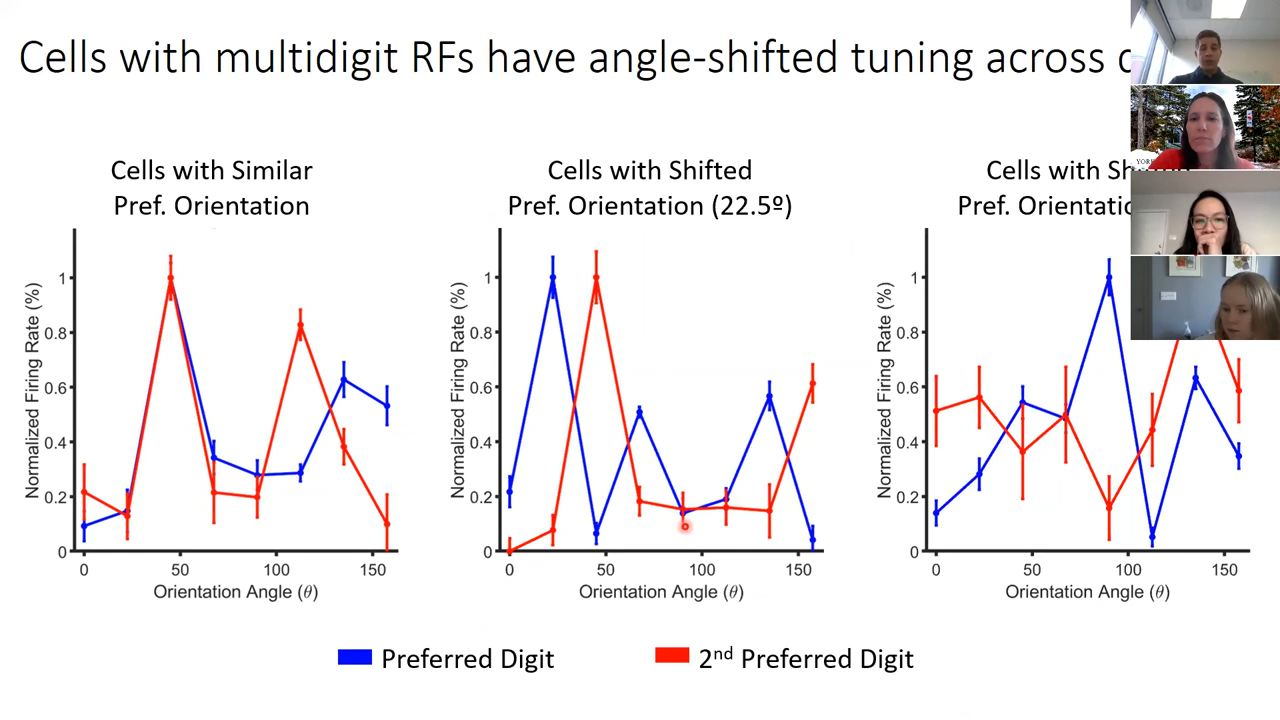 Cells with multidigit RFs have angle-shifted tuning across
Cells with Similar
Pref. Orientation
Cells with Shifted
Pref. Orientation (22.5º)
Cells with
Pref.
Normalized Firing Rate (%)
1
0.8
0.6
0.4
0.2
0
0
50
100
150
Orientation Angle (θ)
Normalized Firing Rate (%)
1
0.8
0.6
0.4
0.2
0
0
50
100
150
Orientation Angle (θ)
Normalized Firing Rate (%)
1
0.8
0.6
0.4
0.2
0
0
50
100
150
Orientation Angle (θ)
Preferred Digit
2nd Preferred Digit